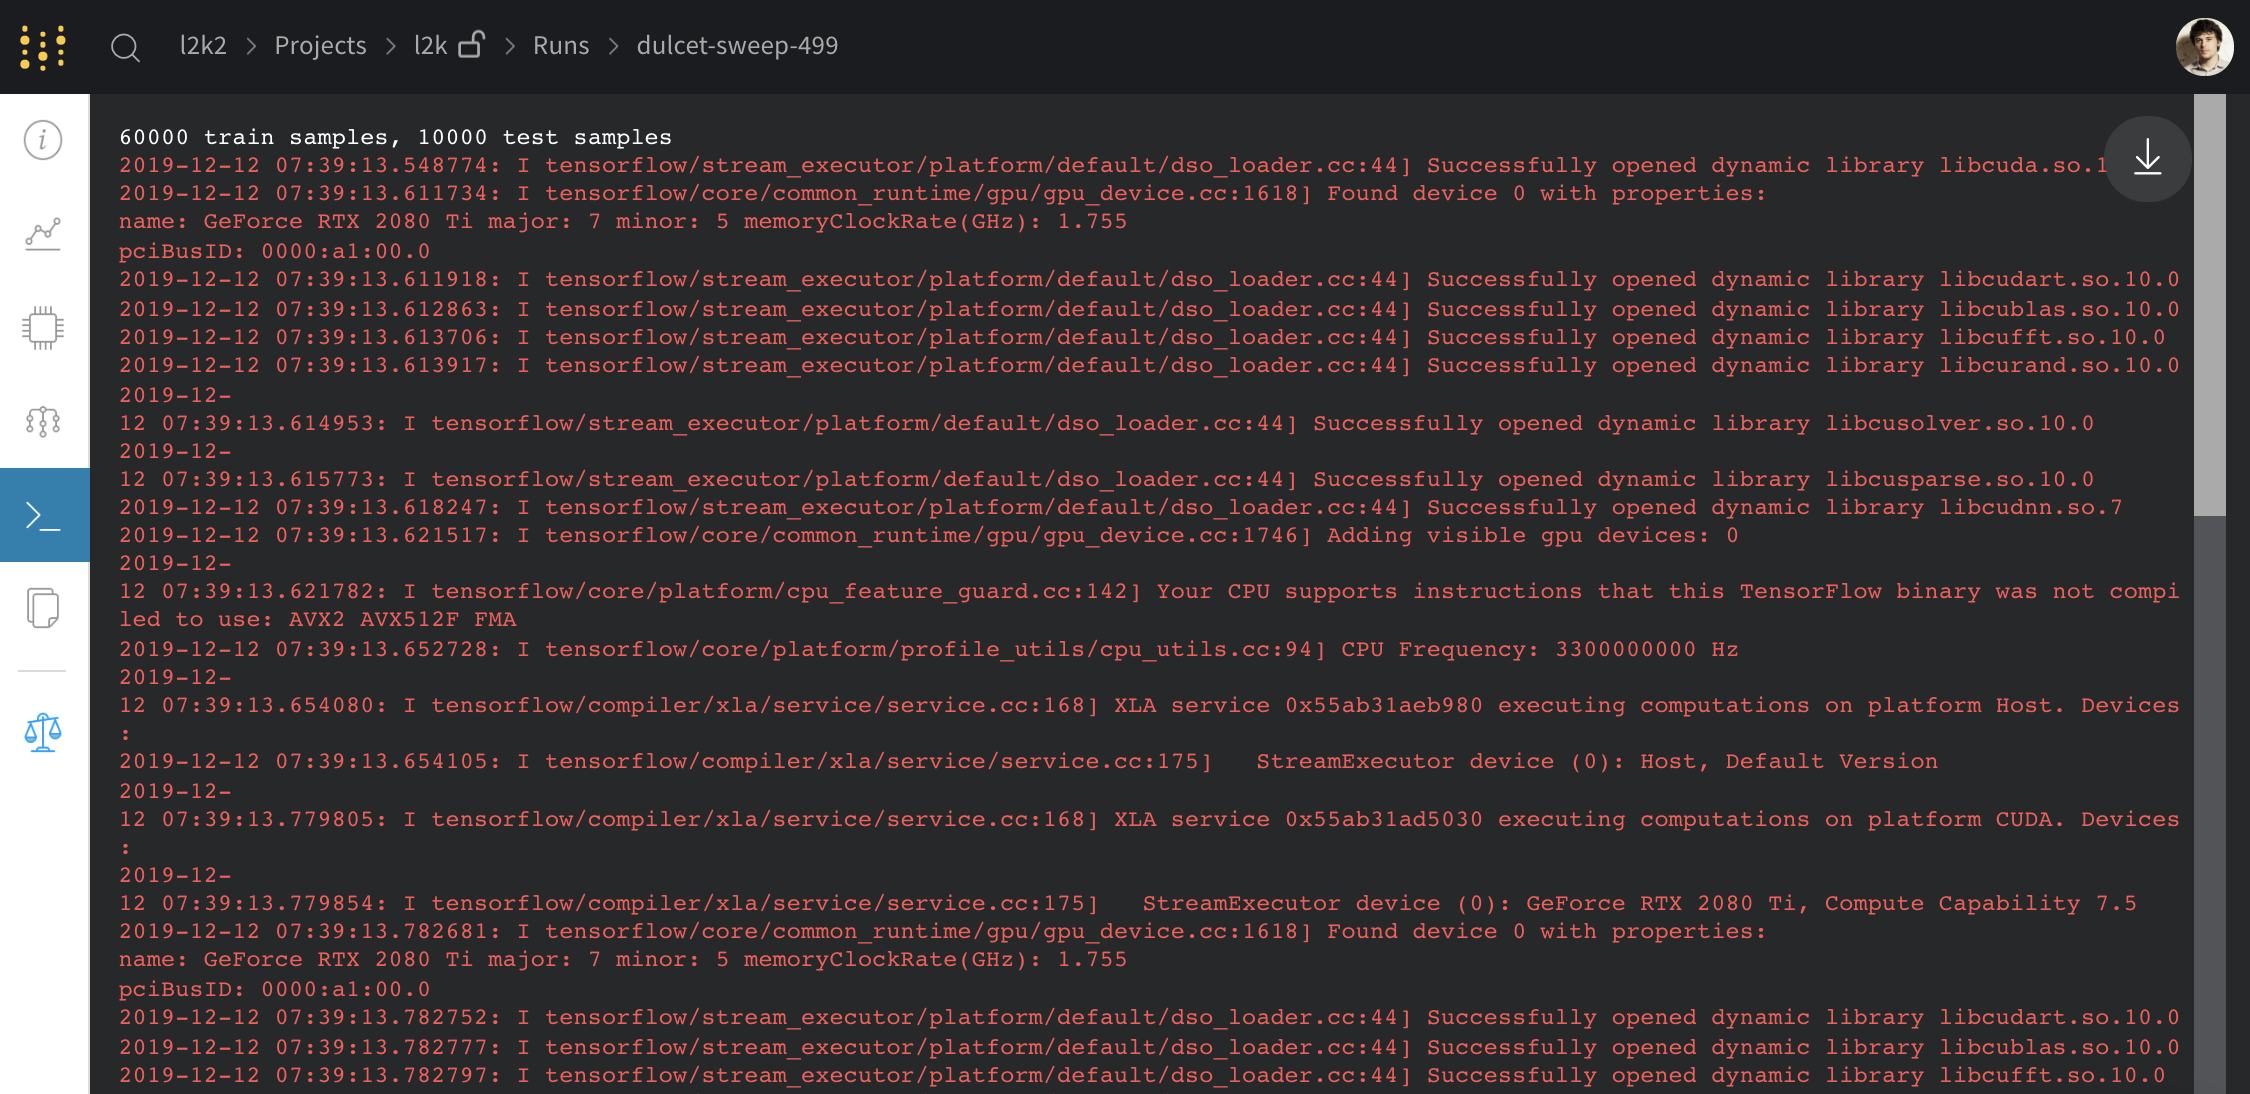 l2k2 > Projects > l2k > Runs > dulcet-sweep-499
60000 train samples, 10000 test samples
2019-12-12 07:39:13.548774: I tensorflow/stream_executor/platform/default/dso_loader.cc:44] Successfully opened dynamic library libcuda.so.1
2019-12-12 07:39:13.611734: I tensorflow/core/common_runtime/gpu/gpu_device.cc:1618] Found device 0 with properties:
name: GeForce RTX 2080 Ti major: 7 minor: 5 memoryClockRate(GHz): 1.755
pciBusID: 0000:a1:00.0
2019-12-12 07:39:13.611918: I tensorflow/stream_executor/platform/default/dso_loader.cc:44] Successfully opened dynamic library libcudart.so.10.0
2019-12-12 07:39:13.612863: I tensorflow/stream_executor/platform/default/dso_loader.cc:44] Successfully opened dynamic library libcublas.so.10.0
2019-12-12 07:39:13.613706: I tensorflow/stream_executor/platform/default/dso_loader.cc:44] Successfully opened dynamic library libcufft.so.10.0
2019-12-12 07:39:13.613917: I tensorflow/stream_executor/platform/default/dso_loader.cc:44] Successfully opened dynamic library libcurand.so.10.0
2019-12-
12 07:39:13.614953: I tensorflow/stream_executor/platform/default/dso_loader.cc:44] Successfully opened dynamic library libcusolver.so.10.0
2019-12-
12 07:39:13.615773: I tensorflow/stream_executor/platform/default/dso_loader.cc:44] Successfully opened dynamic library libcusparse.so.10.0
2019-12-12 07:39:13.618247: I tensorflow/stream_executor/platform/default/dso_loader.cc:44] Successfully opened dynamic library libcudnn.so.7
2019-12-12 07:39:13.621517: I tensorflow/core/common_runtime/gpu/gpu_device.cc:1746] Adding visible gpu devices: 0
2019-12-
12 07:39:13.621782: I tensorflow/core/platform/cpu_feature_guard.cc:142] Your CPU supports instructions that this TensorFlow binary was not compi
led to use: AVX2 AVX512F FMA
2019-12-12 07:39:13.652728: I tensorflow/core/platform/profile_utils/cpu_utils.cc:94] CPU Frequency: 3300000000 Hz
2019-12-
12 07:39:13.654080: I tensorflow/compiler/xla/service/service.cc:168] XLA service 0x55ab31aeb980 executing computations on platform Host. Devices
:
2019-12-12 07:39:13.654105: I tensorflow/compiler/xla/service/service.cc:175]   StreamExecutor device (0): Host, Default Version
2019-12-
12 07:39:13.779805: I tensorflow/compiler/xla/service/service.cc:168] XLA service 0x55ab31ad5030 executing computations on platform CUDA. Devices
:
2019-12-
12 07:39:13.779854: I tensorflow/compiler/xla/service/service.cc:175]   StreamExecutor device (0): GeForce RTX 2080 Ti, Compute Capability 7.5
2019-12-12 07:39:13.782681: I tensorflow/core/common_runtime/gpu/gpu_device.cc:1618] Found device 0 with properties:
name: GeForce RTX 2080 Ti major: 7 minor: 5 memoryClockRate(GHz): 1.755
pciBusID: 0000:a1:00.0
2019-12-12 07:39:13.782752: I tensorflow/stream_executor/platform/default/dso_loader.cc:44] Successfully opened dynamic library libcudart.so.10.0
2019-12-12 07:39:13.782777: I tensorflow/stream_executor/platform/default/dso_loader.cc:44] Successfully opened dynamic library libcublas.so.10.0
2019-12-12 07:39:13.782797: I tensorflow/stream_executor/platform/default/dso_loader.cc:44] Successfully opened dynamic library libcufft.so.10.0